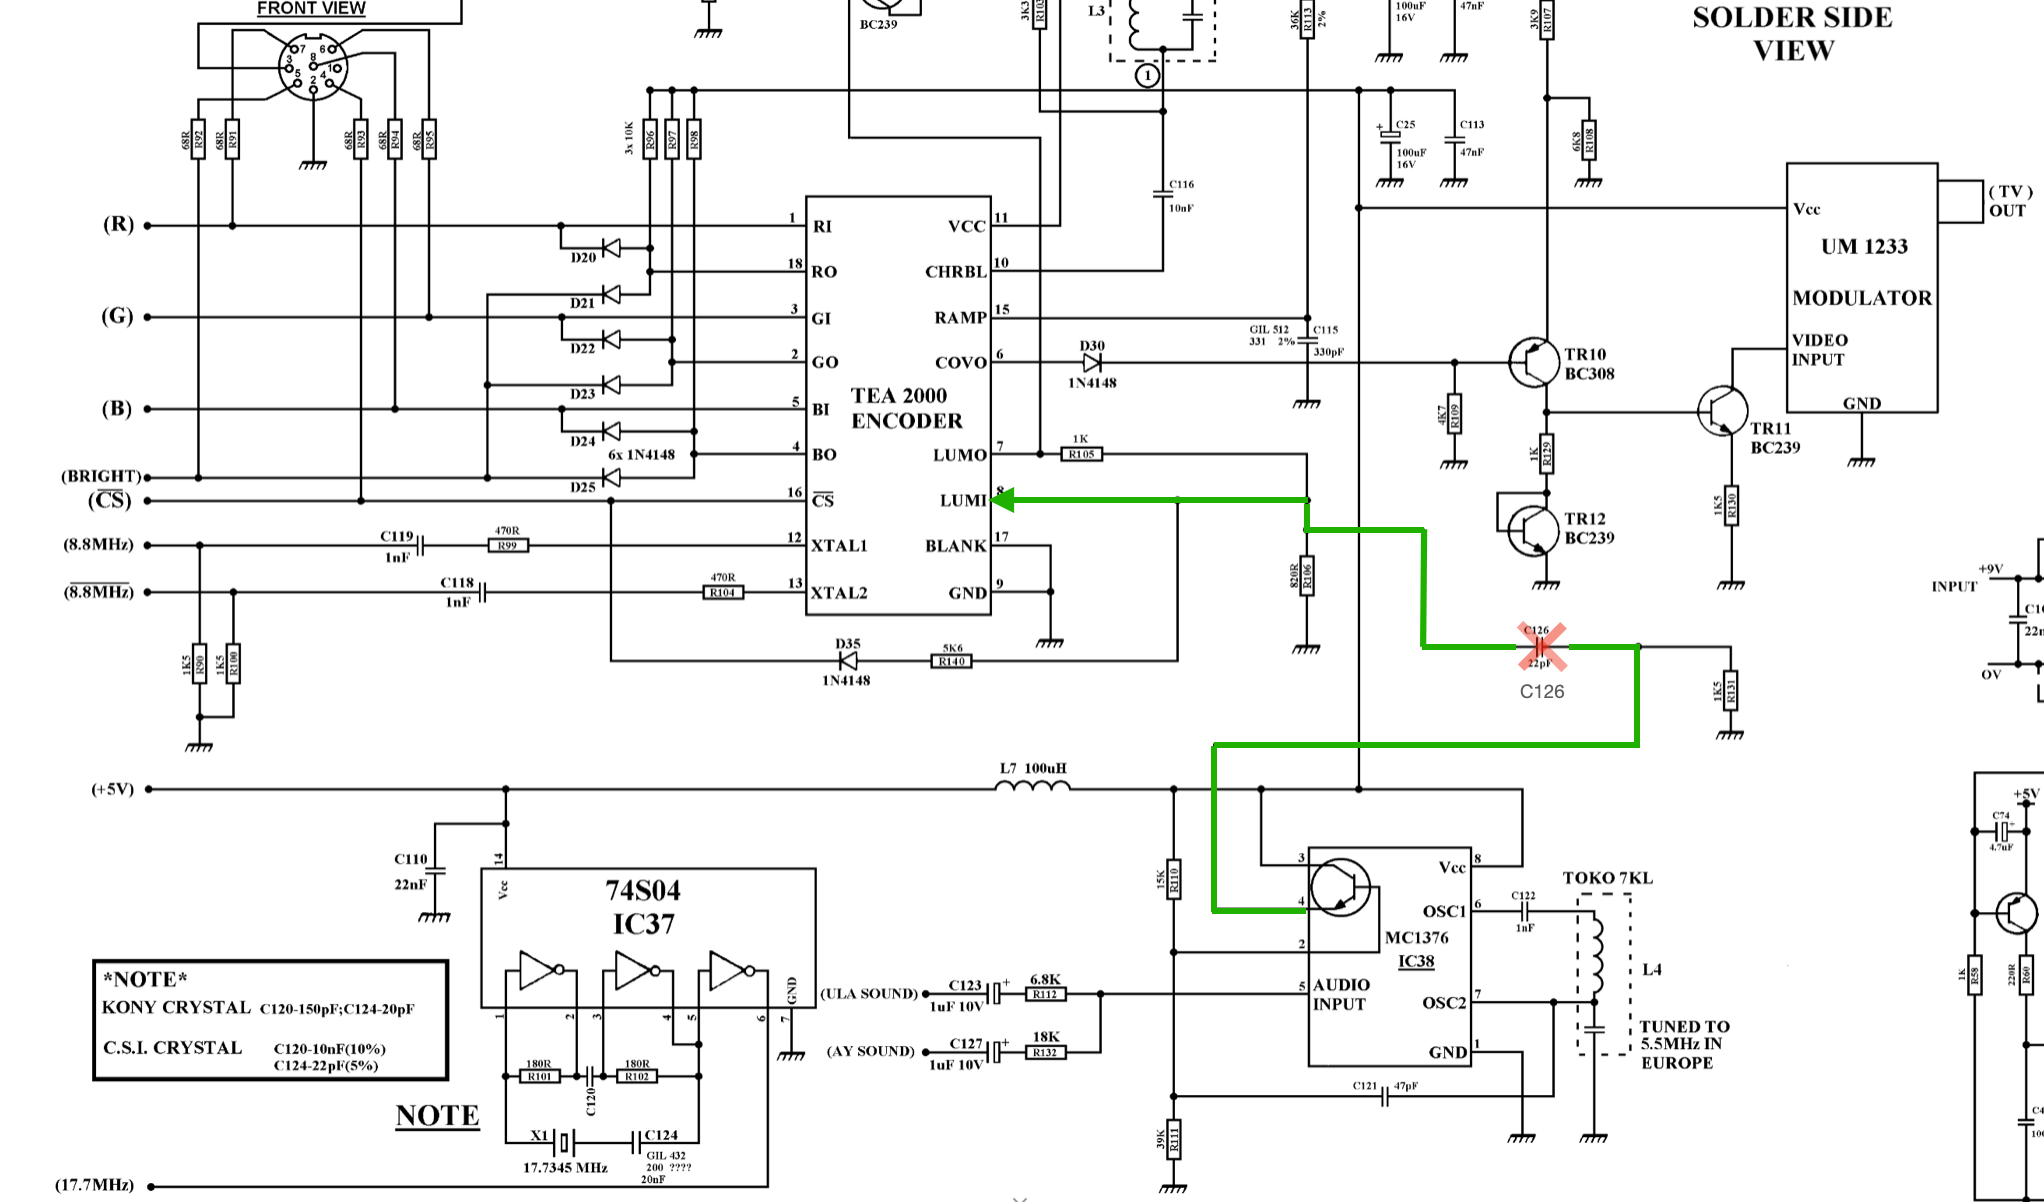 FRONT VIEW
7
6
3
8
1
5
2
4
BC239
3K3
R103
L3
1
36K
R113
2%
100uF
16V
47nF
3K9
R107
SOLDER SIDE
VIEW
68R
R92
68R
R91
68R
R93
68R
R94
68R
R95
3x 10K
R96
R97
R98
+
C25
100uF
16V
C113
47nF
6K8
R108
C116
10nF
(R)
(G)
(B)
(BRIGHT)
(CS)
(8.8MHz)
(8.8MHz)
D20
D21
D22
D23
D24
6x 1N4148
D25
1
RI
18
RO
3
GI
2
GO
5
BI
4
BO
16
CS
12
XTAL1
13
XTAL2
TEA 2000
ENCODER
VCC
11
CHRBL
10
RAMP
15
COVO
6
LUMO
7
LUMI
8
BLANK
17
GND
9
GIL 512
331 2%
C115
330pF
D30
1N4148
1K
R105
4K7
R109
TR10
BC308
1K
R129
TR12
BC239
TR11
BC239
1K5
R130
Vcc
UM 1233
MODULATOR
VIDEO
INPUT
GND
( TV )
OUT
C119
1nF
470R
R99
C118
1nF
470R
R104
1K5
R90
1K5
R100
D35
1N4148
5K6
R140
820R
R106
C126
22pF
C126
1K5
R131
+9V
INPUT
OV
22n
(+5V)
L7 100uH
C110
22nF
14
Vcc
74S04
IC37
GND
1
2
3
4
5
6
7
180R
R101
C120
180R
R102
X1
17.7345 MHz
C124
GIL 432
200 ????
20nF
*NOTE*
KONY CRYSTAL C120-150pF;C124-20pF
C.S.I. CRYSTAL C120-10nF(10%)
C124-22pF(5%)
NOTE
(17.7MHz)
(ULA SOUND)
C123
+
1uF 10V
6.8K
R112
(AY SOUND)
C127
+
1uF 10V
18K
R132
15K
R110
39K
R111
3
4
2
5
AUDIO
INPUT
MC1376
IC38
Vcc
8
OSC1
6
OSC2
7
GND
1
C122
1nF
C121
47pF
TOKO 7KL
L4
TUNED TO
5.5MHz IN
EUROPE
+5V
C74
+
4.7uF
1K
R58
220R
R60